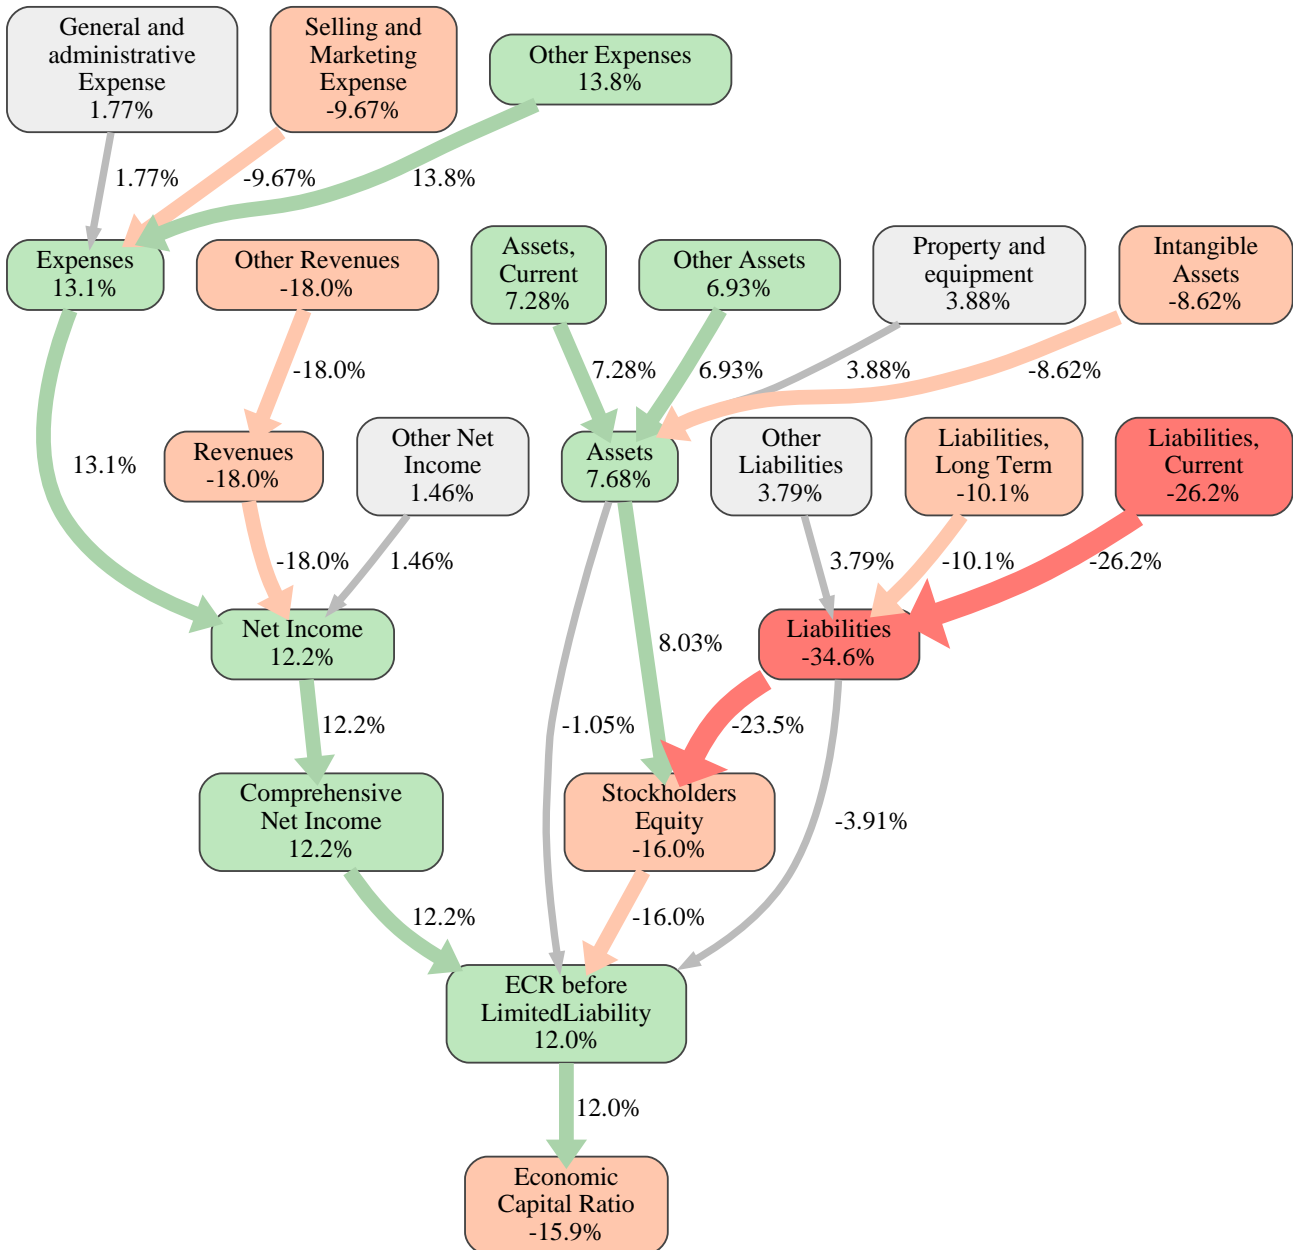 General and
administrative
Expense
1.77%
Selling and
Marketing
Expense
-9.67%
Other Expenses
13.8%
1.77%
-9.67%
13.8%
Expenses
13.1%
Other Revenues
-18.0%
Assets,
Current
7.28%
Other Assets
6.93%
Property and
equipment
3.88%
Intangible
Assets
-8.62%
-18.0%
7.28%
6.93%
3.88%
-8.62%
13.1%
Revenues
-18.0%
Other Net
Income
1.46%
Assets
7.68%
Other
Liabilities
3.79%
Liabilities,
Long Term
-10.1%
Liabilities,
Current
-26.2%
-18.0%
1.46%
3.79%
-10.1%
-26.2%
Net Income
12.2%
8.03%
Liabilities
-34.6%
12.2%
-1.05%
-23.5%
Comprehensive
Net Income
12.2%
Stockholders
Equity
-16.0%
-3.91%
12.2%
-16.0%
ECR before
LimitedLiability
12.0%
12.0%
Economic
Capital Ratio
-15.9%